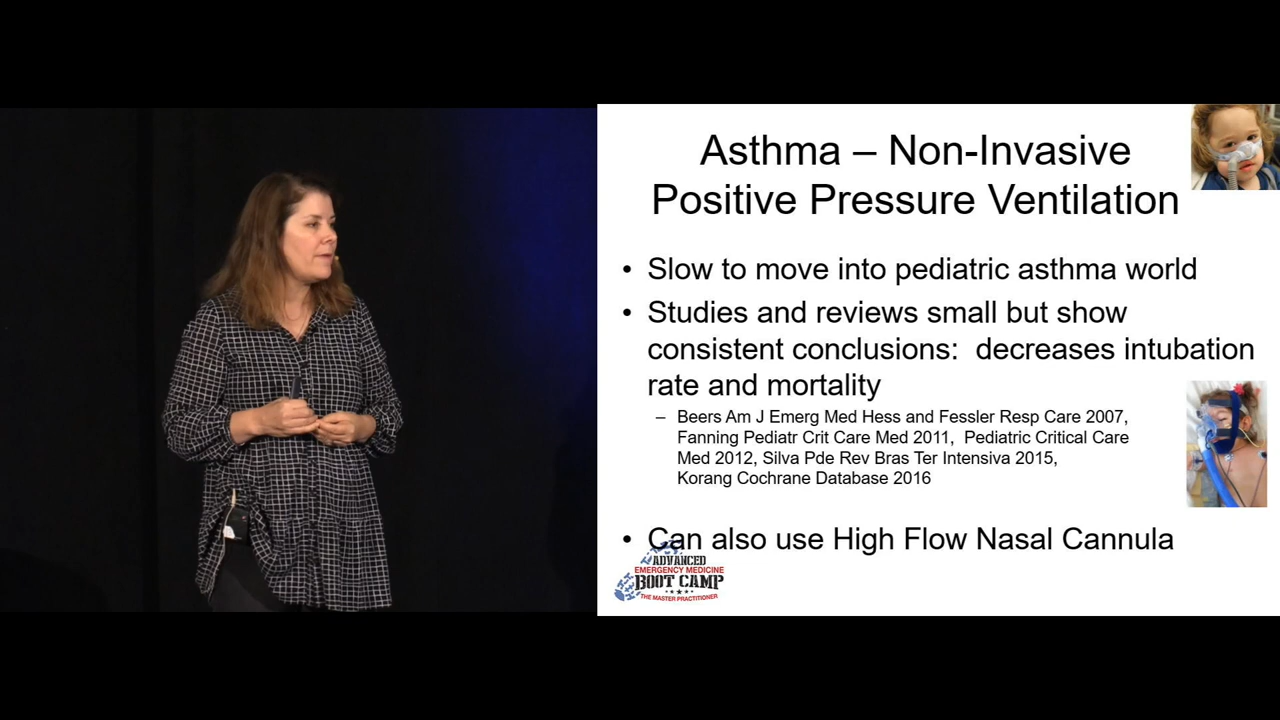 Asthma – Non-Invasive
Positive Pressure Ventilation
• Slow to move into pediatric asthma world
• Studies and reviews small but show
consistent conclusions:  decreases intubation
rate and mortality
– Beers Am J Emerg Med Hess and Fessler Resp Care 2007,
Fanning Pediatr Crit Care Med 2011,  Pediatric Critical Care
Med 2012, Silva Pde Rev Bras Ter Intensiva 2015,
Korang Cochrane Database 2016
• Can also use High Flow Nasal Cannula
ADVANCED
EMERGENCY MEDICINE
BOOT CAMP
THE MASTER PRACTITIONER